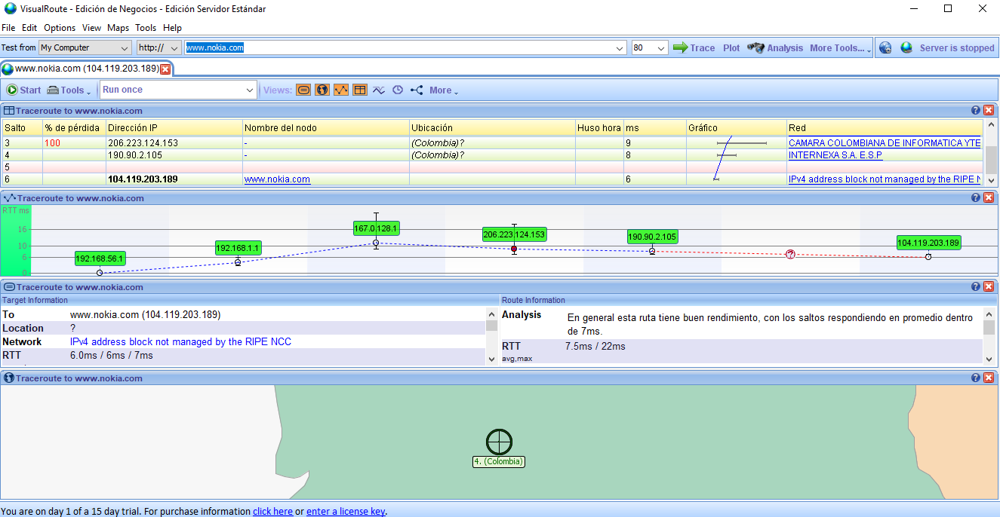 VisualRoute - Edición de Negocios - Edición Servidor Estándar
File Edit Options View Maps Tools Help
Test from My Computer http:// www.nokia.com 80 Trace Plot Analysis More Tools... Server is stopped
www.nokia.com (104.119.203.189)
Start Tools Run once Views: More
Traceroute to www.nokia.com
Salto % de pérdida Dirección IP Nombre del nodo Ubicación Huso hora ms Gráfico Red
3 100 206.223.124.153 - (Colombia)? 9 CAMARA COLOMBIANA DE INFORMATICA YTE
4 190.90.2.105 - (Colombia)? 8 INTERNEXA S.A. E.S.P
5
6 104.119.203.189 www.nokia.com 6 IPv4 address block not managed by the RIPE NC
Traceroute to www.nokia.com
RTT ms
16
10
6
0
192.168.56.1
192.168.1.1
167.0.128.1
206.223.124.153
190.90.2.105
?
104.119.203.189
Traceroute to www.nokia.com
Target Information
To www.nokia.com (104.119.203.189)
Location ?
Network IPv4 address block not managed by the RIPE NCC
RTT 6.0ms / 6ms / 7ms
Route Information
Analysis En general esta ruta tiene buen rendimiento, con los saltos respondiendo en promedio dentro
de 7ms.
RTT 7.5ms / 22ms
avg,max
Traceroute to www.nokia.com
4. (Colombia)
You are on day 1 of a 15 day trial. For purchase information click here or enter a license key.